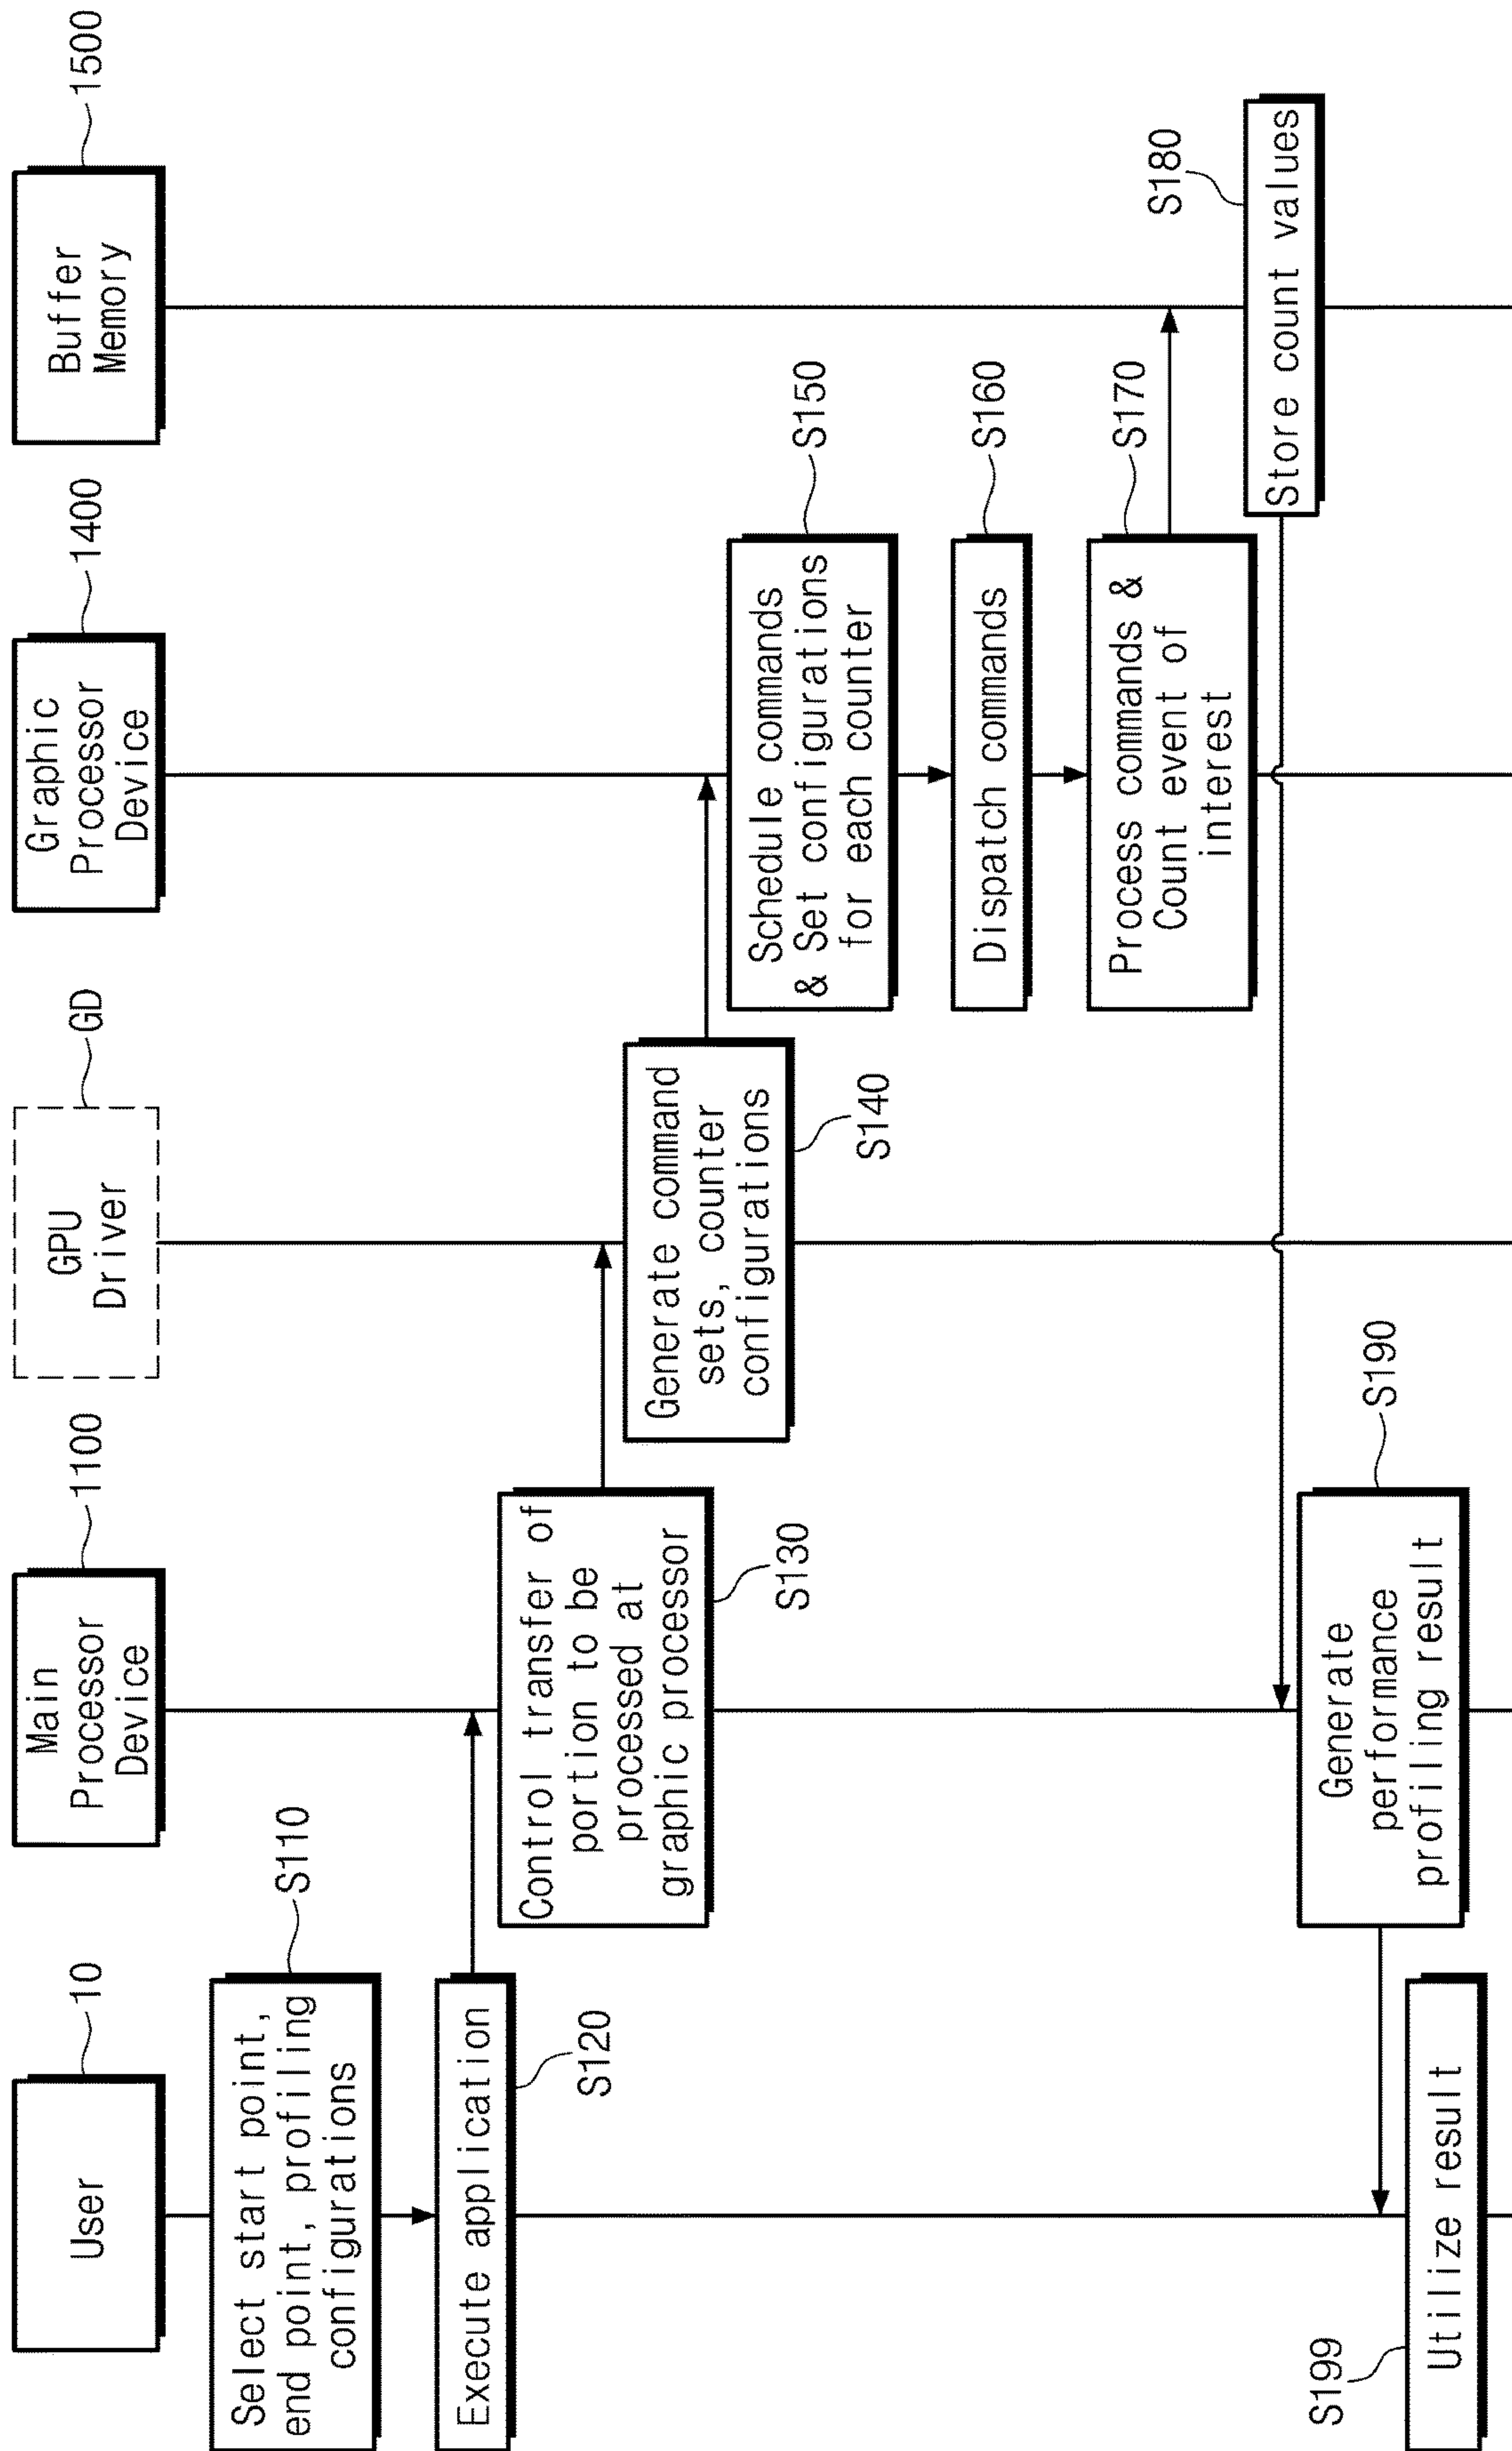 User
10
Main
Processor
Device
1100
GPU
Driver
GD
Graphic
Processor
Device
1400
Buffer
Memory
1500
Select start point,
end point, profiling
configurations
S110
Execute application
S120
Control transfer of
portion to be
processed at
graphic processor
S130
Generate command
sets, counter
configurations
S140
Schedule commands
& Set configurations
for each counter
S150
Dispatch commands
S160
Process commands &
Count event of
interest
S170
Store count values
S180
Generate
performance
profiling result
S190
Utilize result
S199